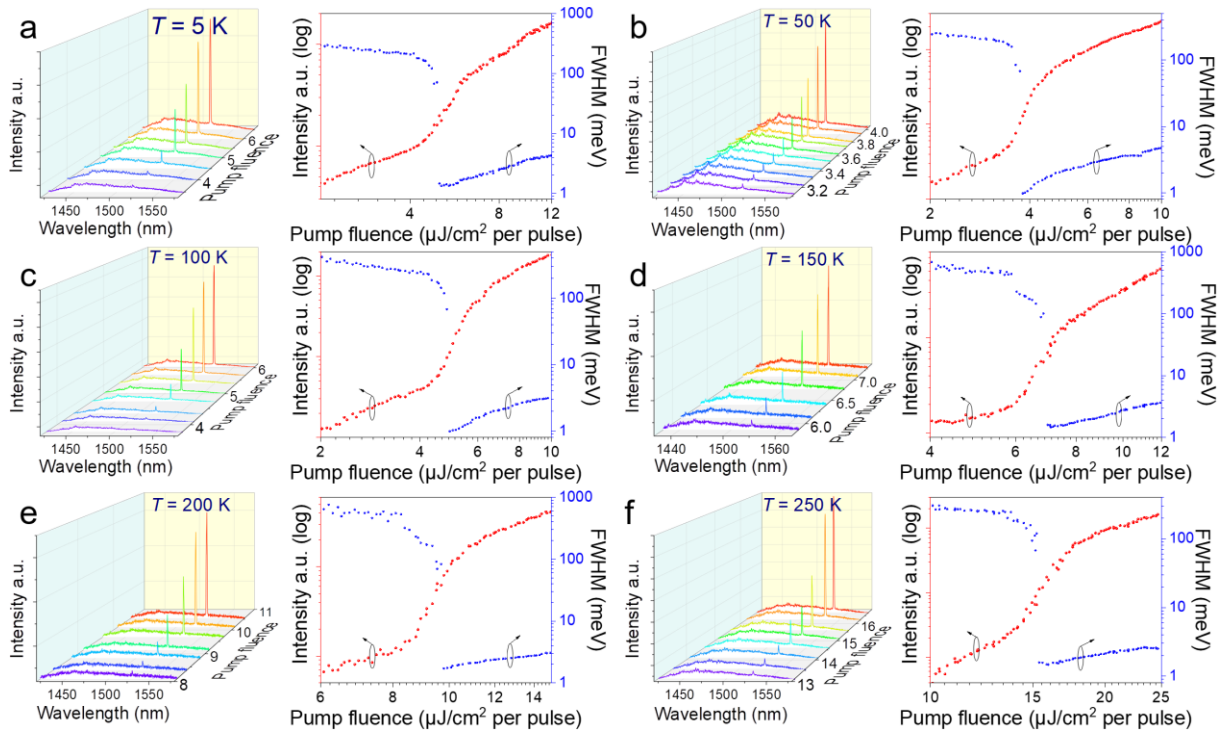 a
T = 5 K
Intensity a.u.
1450
1500
1550
Wavelength (nm)
4
5
6
Pump fluence
Intensity a.u. (log)
4
8
12
Pump fluence (µJ/cm² per pulse)
1000
100
10
1
FWHM (meV)
b
T = 50 K
Intensity a.u.
1450
1500
1550
Wavelength (nm)
3.2
3.4
3.6
3.8
4.0
Pump fluence
Intensity a.u. (log)
2
4
6
8
10
Pump fluence (µJ/cm² per pulse)
100
10
1
FWHM (meV)
c
T = 100 K
Intensity a.u.
1450
1500
1550
Wavelength (nm)
4
5
6
Pump fluence
Intensity a.u. (log)
2
4
6
8
10
Pump fluence (µJ/cm² per pulse)
100
10
1
FWHM (meV)
d
T = 150 K
Intensity a.u.
1440
1500
1560
Wavelength (nm)
6.0
6.5
7.0
Pump fluence
Intensity a.u. (log)
4
6
8
10
12
Pump fluence (µJ/cm² per pulse)
1000
100
10
1
FWHM (meV)
e
T = 200 K
Intensity a.u.
1450
1500
1550
Wavelength (nm)
8
9
10
11
Pump fluence
Intensity a.u. (log)
6
8
10
14
Pump fluence (µJ/cm² per pulse)
1000
100
10
1
FWHM (meV)
f
T = 250 K
Intensity a.u.
1450
1500
1550
Wavelength (nm)
13
14
15
16
Pump fluence
Intensity a.u. (log)
10
15
20
25
Pump fluence (µJ/cm² per pulse)
100
10
1
FWHM (meV)